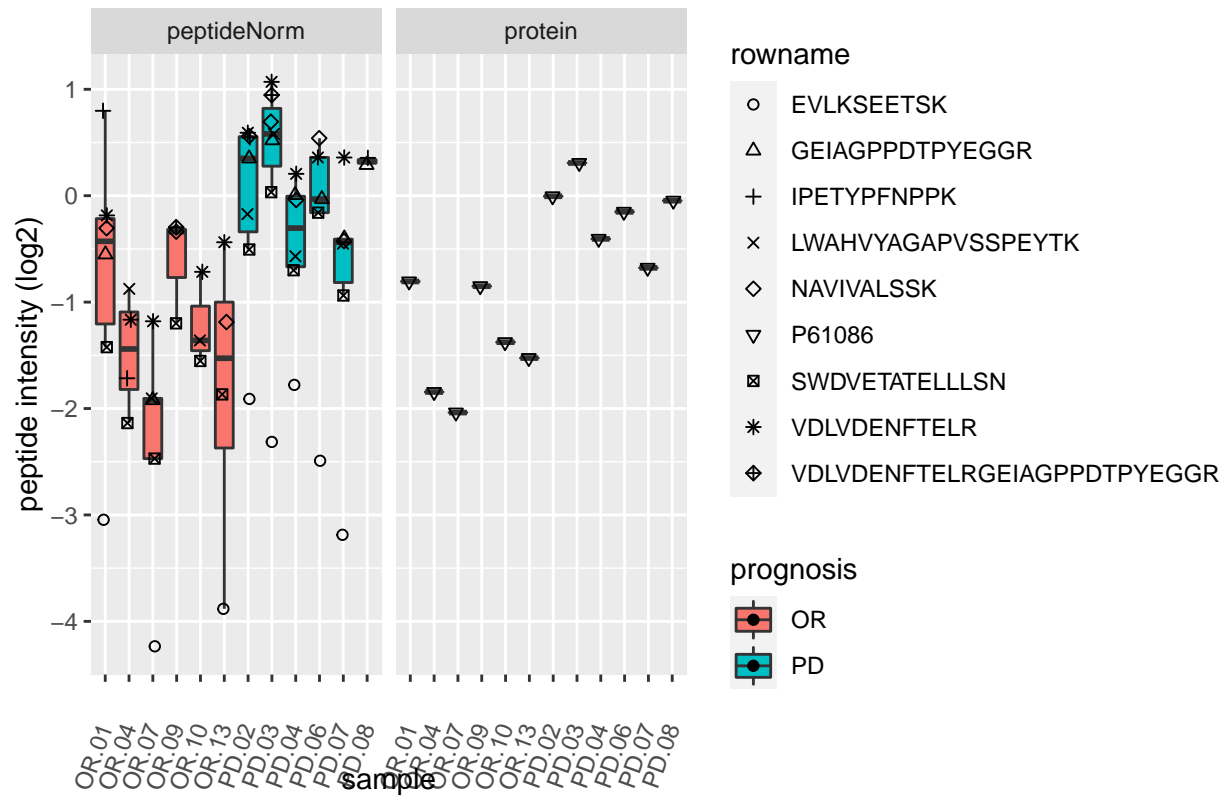 peptideNorm
protein
peptide intensity (log2)
1
0
−1
−2
−3
−4
OR.01
OR.04
OR.07
OR.09
OR.10
OR.13
PD.02
PD.03
PD.04
PD.06
PD.07
PD.08
OR.01
OR.04
OR.07
OR.09
OR.10
OR.13
PD.02
PD.03
PD.04
PD.06
PD.07
PD.08
sample
rowname
EVLKSEETSK
GEIAGPPDTPYEGGR
IPETYPFNPPK
LWAHVYAGAPVSSPEYTK
NAVIVALSSK
P61086
SWDVETATELLLSN
VDLVDENFTELR
VDLVDENFTELRGEIAGPPDTPYEGGR
prognosis
OR
PD